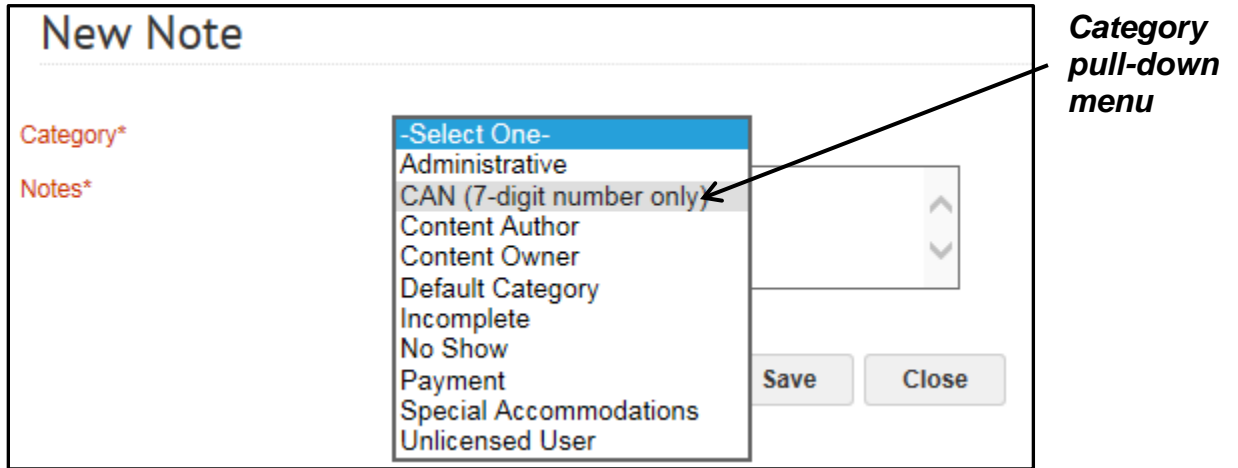 New Note
Category
pull-down
menu
Category*
-Select One-
Administrative
Notes*
CAN (7-digit number only)
Content Author
Content Owner
Default Category
Incomplete
No Show
Payment
Special Accommodations
Unlicensed User
Save
Close